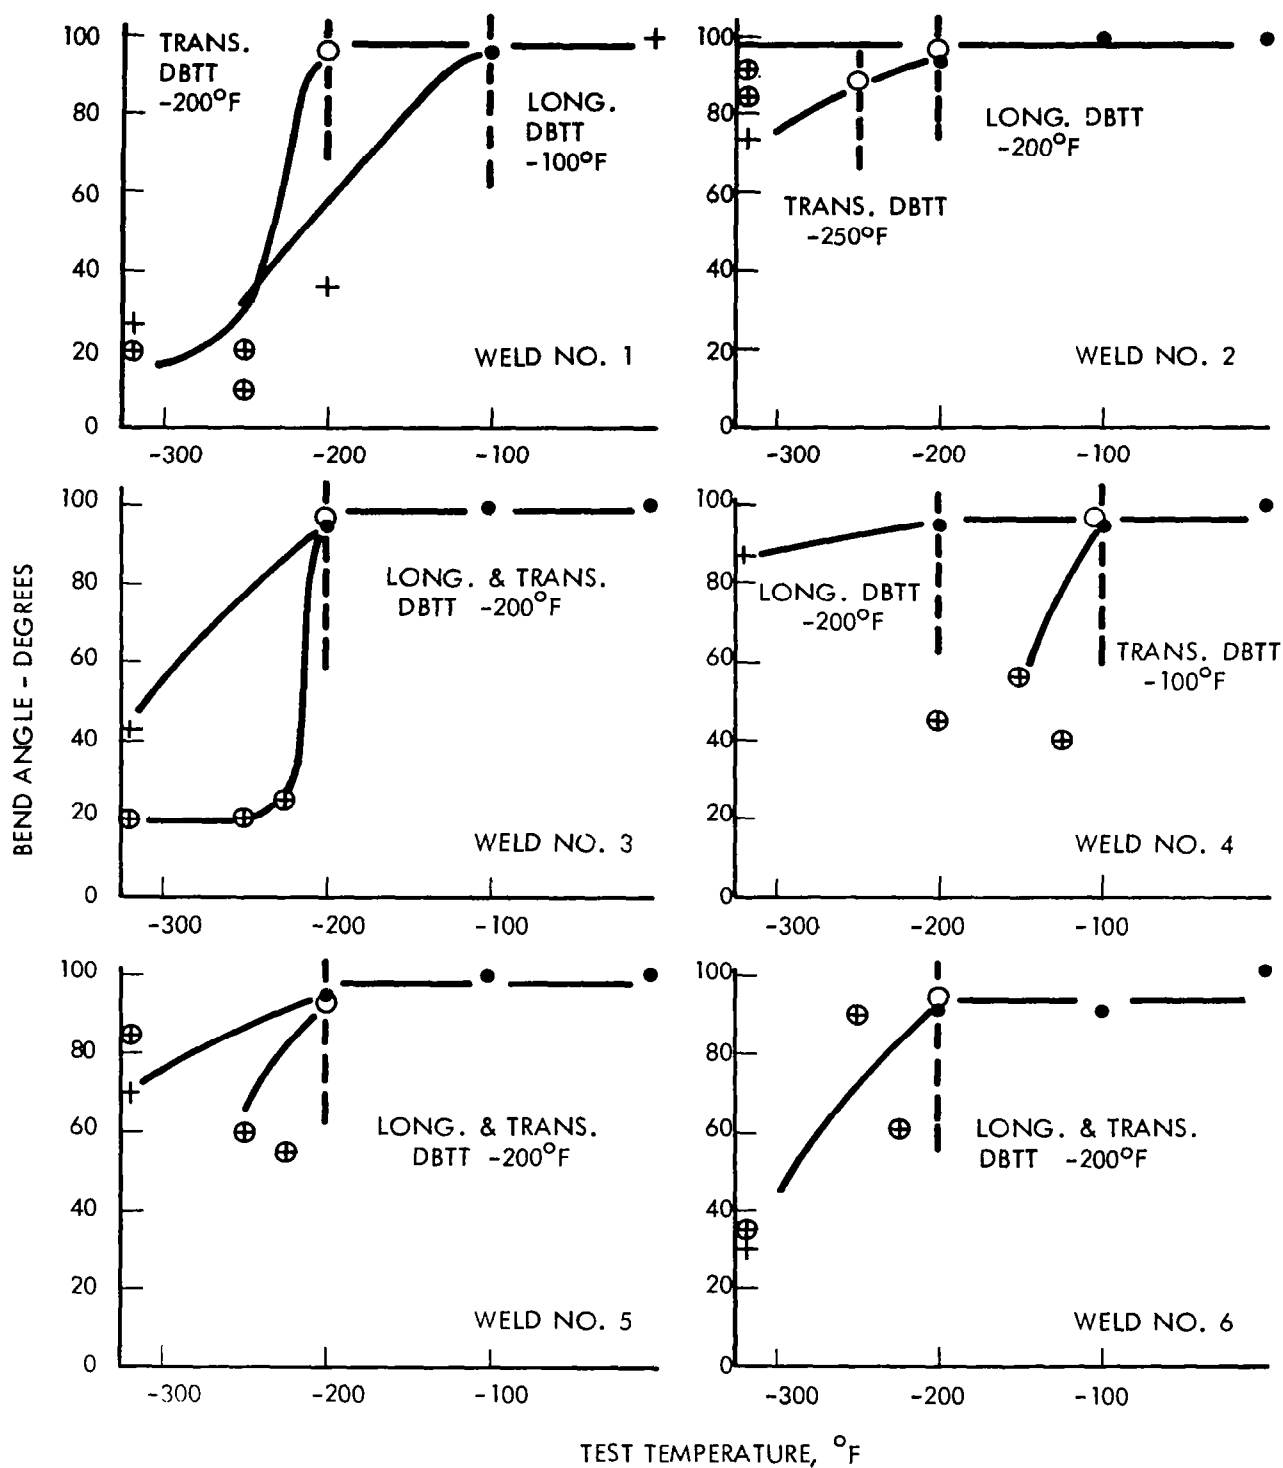 100
80
60
40
20
0
TRANS.
DBTT
-200°F
LONG.
DBTT
-100°F
WELD NO. 1
-300 -200 -100
100
80
60
40
20
0
LONG. DBTT
-200°F
TRANS. DBTT
-250°F
WELD NO. 2
-300 -200 -100
BEND ANGLE - DEGREES
100
80
60
40
20
0
LONG. & TRANS.
DBTT -200°F
WELD NO. 3
-300 -200 -100
100
80
60
40
20
0
LONG. DBTT
-200°F
TRANS. DBTT
-100°F
WELD NO. 4
-300 -200 -100
100
80
60
40
20
0
LONG. & TRANS.
DBTT -200°F
WELD NO. 5
-300 -200 -100
100
80
60
40
20
0
LONG. & TRANS.
DBTT -200°F
WELD NO. 6
-300 -200 -100
TEST TEMPERATURE, °F